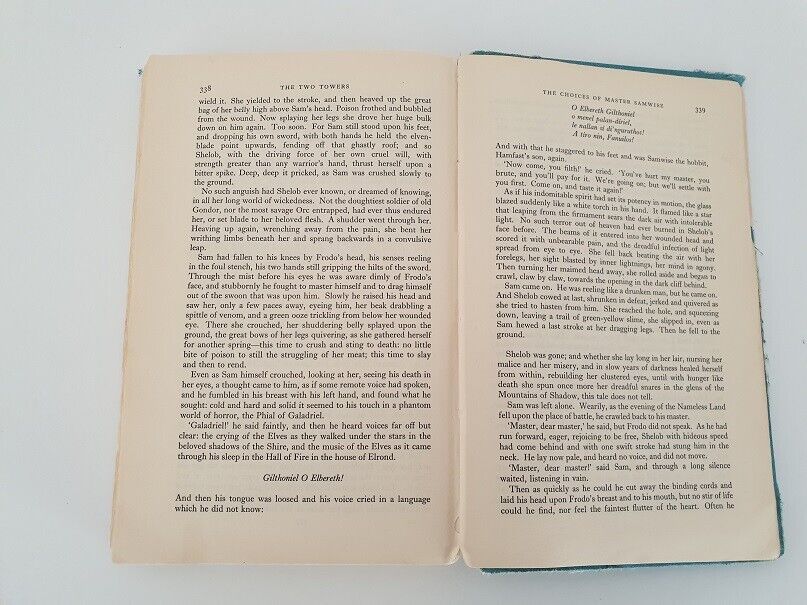 338 THE TWO TOWERS
wield it. She yielded to the stroke, and then heaved up the great
bag of her belly high above Sam's head. Poison frothed and bubbled
from the wound. Now splaying her legs she drove her huge bulk
down on him again. Too soon. For Sam still stood upon his feet,
and dropping his own sword, with both hands he held the elven-
blade point upwards, fending off that ghastly roof; and so
Shelob, with the driving force of her own cruel will, with
strength greater than any warrior's hand, thrust herself upon a
bitter spike. Deep, deep it pricked, as Sam was crushed slowly
to the ground.
No such anguish had Shelob ever known, or dreamed of knowing,
in all her long world of wickedness. Not the doughtiest soldier of old
Gondor, nor the most savage Orc entrapped, had ever thus endured
her, or set blade to her beloved flesh. A shudder went through her.
Heaving up again, wrenching away from the pain, she bent her
writhing limbs beneath her and sprang backwards in a convulsive
leap.
Sam had fallen to his knees by Frodo's head, his senses reeling
in the foul stench, his two hands still gripping the hilts of the sword.
Through the mist before his eyes he was aware dimly of Frodo's
face, and stubbornly he fought to master himself and to drag himself
out of the swoon that was upon him. Slowly he raised his head and
saw her, only a few paces away, eyeing him, her beak drabbling a
spittle of venom, and a green ooze trickling from below her wounded
eye. There she crouched, her shuddering belly splayed upon the
ground, the great bows of her legs quivering, as she gathered herself
for another spring—this time to crush and sting to death: no little
bite of poison to still the struggling of her meat; this time to slay
and then to rend.
Even as Sam himself crouched, looking at her, seeing his death in
her eyes, a thought came to him, as if some remote voice had spoken,
and he fumbled in his breast with his left hand, and found what he
sought: cold and hard and solid it seemed to his touch in a phantom
world of horror, the Phial of Galadriel.
'Galadriel!' he said faintly, and then he heard voices far off but
clear: the crying of the Elves as they walked under the stars in the
beloved shadows of the Shire, and the music of the Elves as it came
through his sleep in the Hall of Fire in the house of Elrond.
Gilthoniel O Elbereth!
And then his tongue was loosed and his voice cried in a language
which he did not know:
THE CHOICES OF MASTER SAMWISE 339
O Elbereth Gilthoniel
o menel palan-díriel,
le nallon sí di'nguruthos!
A tiro nin, Fanuilos!
And with that he staggered to his feet and was Samwise the hobbit,
Hamfast's son, again.
'Now come, you filth!' he cried. 'You've hurt my master, you
brute, and you'll pay for it. We're going on; but we'll settle with
you first. Come on, and taste it again!'
As if his indomitable spirit had set its potency in motion, the glass
blazed suddenly like a white torch in his hand. It flamed like a star
that leaping from the firmament sears the dark air with intolerable
light. No such terror out of heaven had ever burned in Shelob's
face before. The beams of it entered into her wounded head and
scored it with unbearable pain, and the dreadful infection of light
spread from eye to eye. She fell back beating the air with her
forelegs, her sight blasted by inner lightnings, her mind in agony.
Then turning her maimed head away, she rolled aside and began to
crawl, claw by claw, towards the opening in the dark cliff behind.
Sam came on. He was reeling like a drunken man, but he came on.
And Shelob cowed at last, shrunken in defeat, jerked and quivered as
she tried to hasten from him. She reached the hole, and squeezing
down, leaving a trail of green-yellow slime, she slipped in, even as
Sam hewed a last stroke at her dragging legs. Then he fell to the
ground.
Shelob was gone; and whether she lay long in her lair, nursing her
malice and her misery, and in slow years of darkness healed herself
from within, rebuilding her clustered eyes, until with hunger like
death she spun once more her dreadful snares in the glens of the
Mountains of Shadow, this tale does not tell.
Sam was left alone. Wearily, as the evening of the Nameless Land
fell upon the place of battle, he crawled back to his master.
'Master, dear master,' he said, but Frodo did not speak. As he had
run forward, eager, rejoicing to be free, Shelob with hideous speed
had come behind and with one swift stroke had stung him in the
neck. He lay now pale, and heard no voice, and did not move.
'Master, dear master!' said Sam, and through a long silence
waited, listening in vain.
Then as quickly as he could he cut away the binding cords and
laid his head upon Frodo's breast and to his mouth, but no stir of life
could he find, nor feel the faintest flutter of the heart. Often he